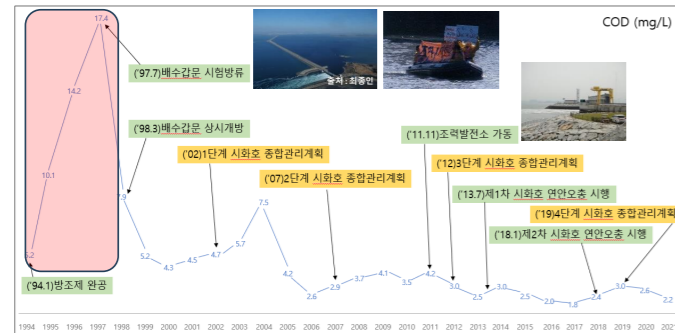 COD (mg/L)
17.4
('97.7)배수갑문 시험방류
출처 : 최종인
14.2
('98.3)배수갑문 상시개방
('11.11)조력발전소 가동
('02)1단계 시화호 종합관리계획
('12)3단계 시화호 종합관리계획
10.1
('07)2단계 시화호 종합관리계획
7.9
7.5
('13.7)제1차 시화호 연안오총 시행
('19)4단계 시화호 종합관리계획
('18.1)제2차 시화호 연안오총 시행
5.2
5.2
4.3
4.5
4.7
5.7
4.2
2.6
2.9
3.7
4.1
3.5
4.2
3.0
2.5
3.0
2.5
2.0
1.8
2.4
3.0
2.6
2.2
('94.1)방조제 완공
1994 1995 1996 1997 1998 1999 2000 2001 2002 2003 2004 2005 2006 2007 2008 2009 2010 2011 2012 2013 2014 2015 2016 2017 2018 2019 2020 202